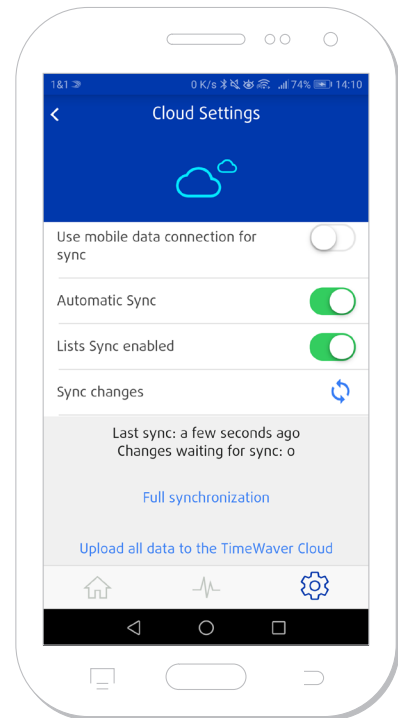 1&1 0 K/s 74% 14:10
Cloud Settings
Use mobile data connection for
sync
Automatic Sync
Lists Sync enabled
Sync changes
Last sync: a few seconds ago
Changes waiting for sync: 0
Full synchronization
Upload all data to the TimeWaver Cloud